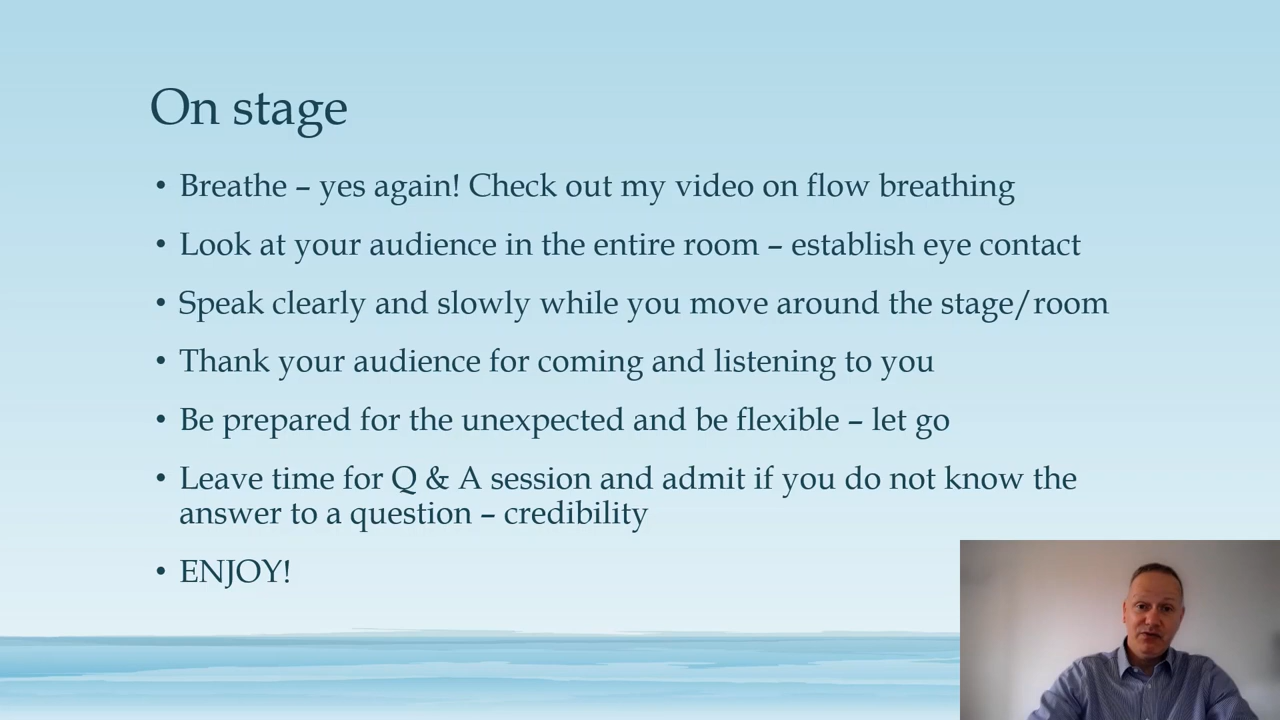 On stage
• Breathe – yes again! Check out my video on flow breathing
• Look at your audience in the entire room – establish eye contact
• Speak clearly and slowly while you move around the stage/room
• Thank your audience for coming and listening to you
• Be prepared for the unexpected and be flexible – let go
• Leave time for Q & A session and admit if you do not know the
answer to a question – credibility
• ENJOY!